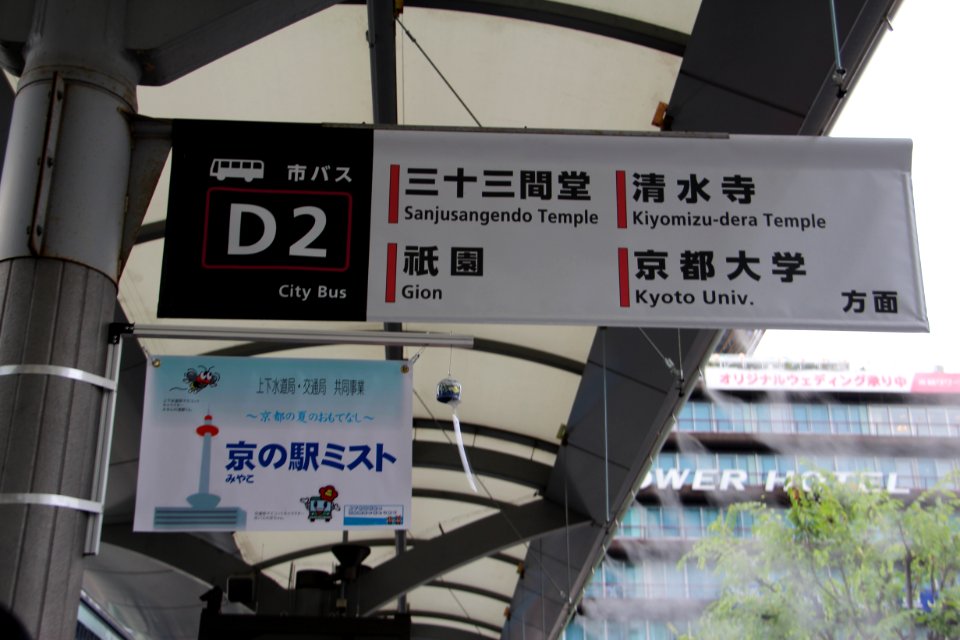 市バス
D2
City Bus
三十三間堂
Sanjusangendo Temple
清水寺
Kiyomizu-dera Temple
祇園
Gion
京都大学
Kyoto Univ.
方面
上下水道局・交通局 共同事業
～京都の夏のおもてなし～
京の駅ミスト
みやこ
オリジナルウェディング承り中
OWER HOTEL